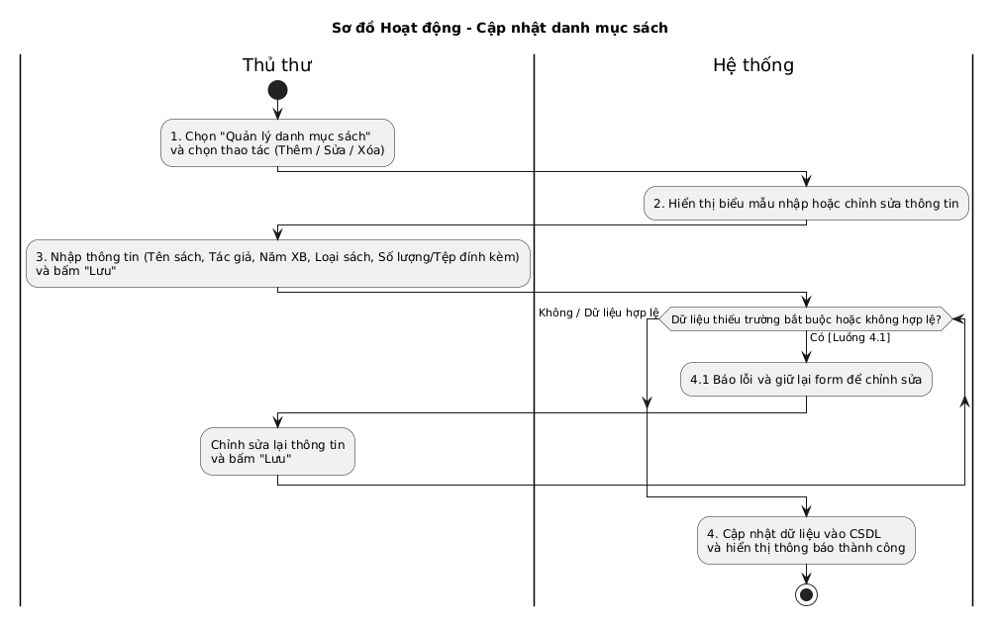 Sơ đồ Hoạt động - Cập nhật danh mục sách
Thủ thư
Hệ thống
1. Chọn "Quản lý danh mục sách"
và chọn thao tác (Thêm / Sửa / Xóa)
2. Hiển thị biểu mẫu nhập hoặc chỉnh sửa thông tin
3. Nhập thông tin (Tên sách, Tác giả, Năm XB, Loại sách, Số lượng/Tệp đính kèm)
và bấm "Lưu"
Không / Dữ liệu hợp lệ
Dữ liệu thiếu trường bắt buộc hoặc không hợp lệ?
Có [Luồng 4.1]
4.1 Báo lỗi và giữ lại form để chỉnh sửa
Chỉnh sửa lại thông tin
và bấm "Lưu"
4. Cập nhật dữ liệu vào CSDL
và hiển thị thông báo thành công